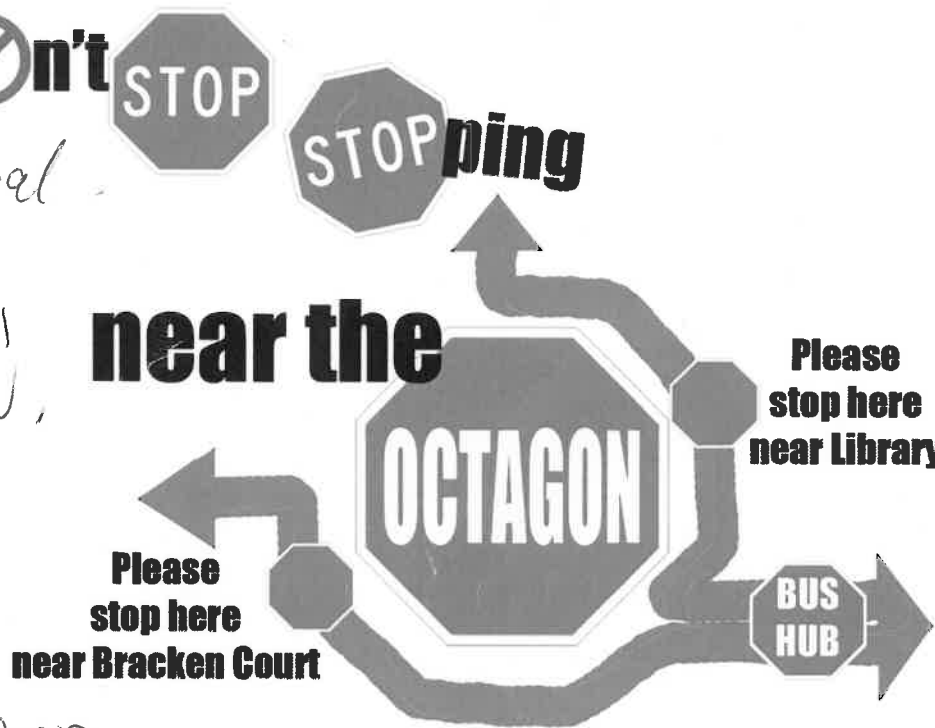 n't STOP STOPping
near the
OCTAGON
Please
stop here
near Library
BUS
HUB
Please
stop here
near Bracken Court